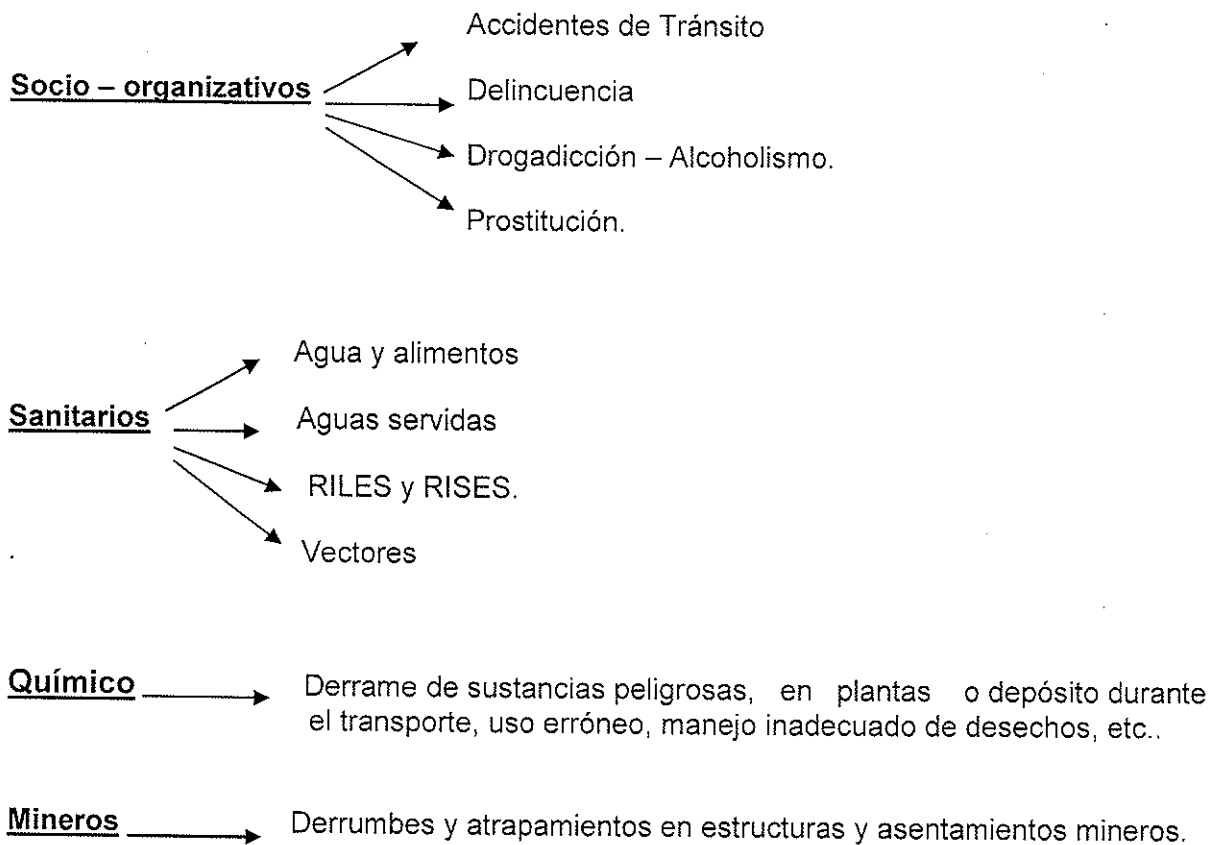 Accidentes de Tránsito
Socio – organizativos
Delincuencia
Drogadicción – Alcoholismo.
Prostitución.
Agua y alimentos
Sanitarios
Aguas servidas
RILES y RISES.
Vectores
Químico
Derrame de sustancias peligrosas, en plantas o depósito durante
el transporte, uso erróneo, manejo inadecuado de desechos, etc..
Mineros
Derrumbes y atrapamientos en estructuras y asentamientos mineros.